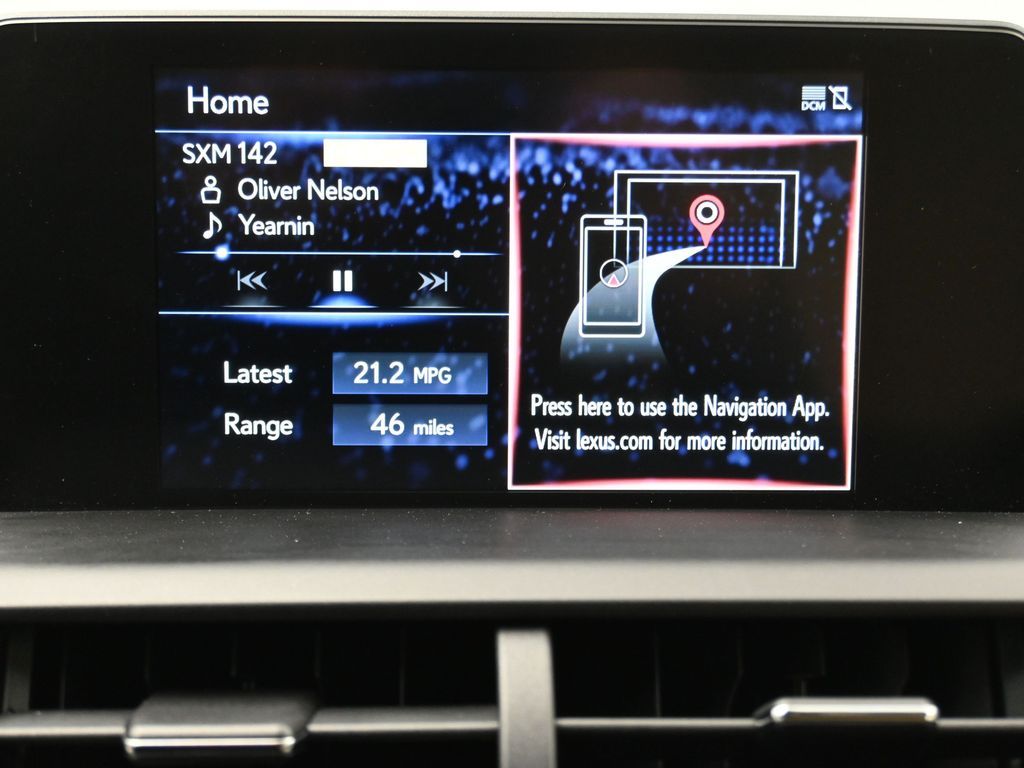 Home
DCM
SXM 142
Oliver Nelson
Yearnin
Latest 21.2 MPG
Range 46 miles
Press here to use the Navigation App.
Visit lexus.com for more information.